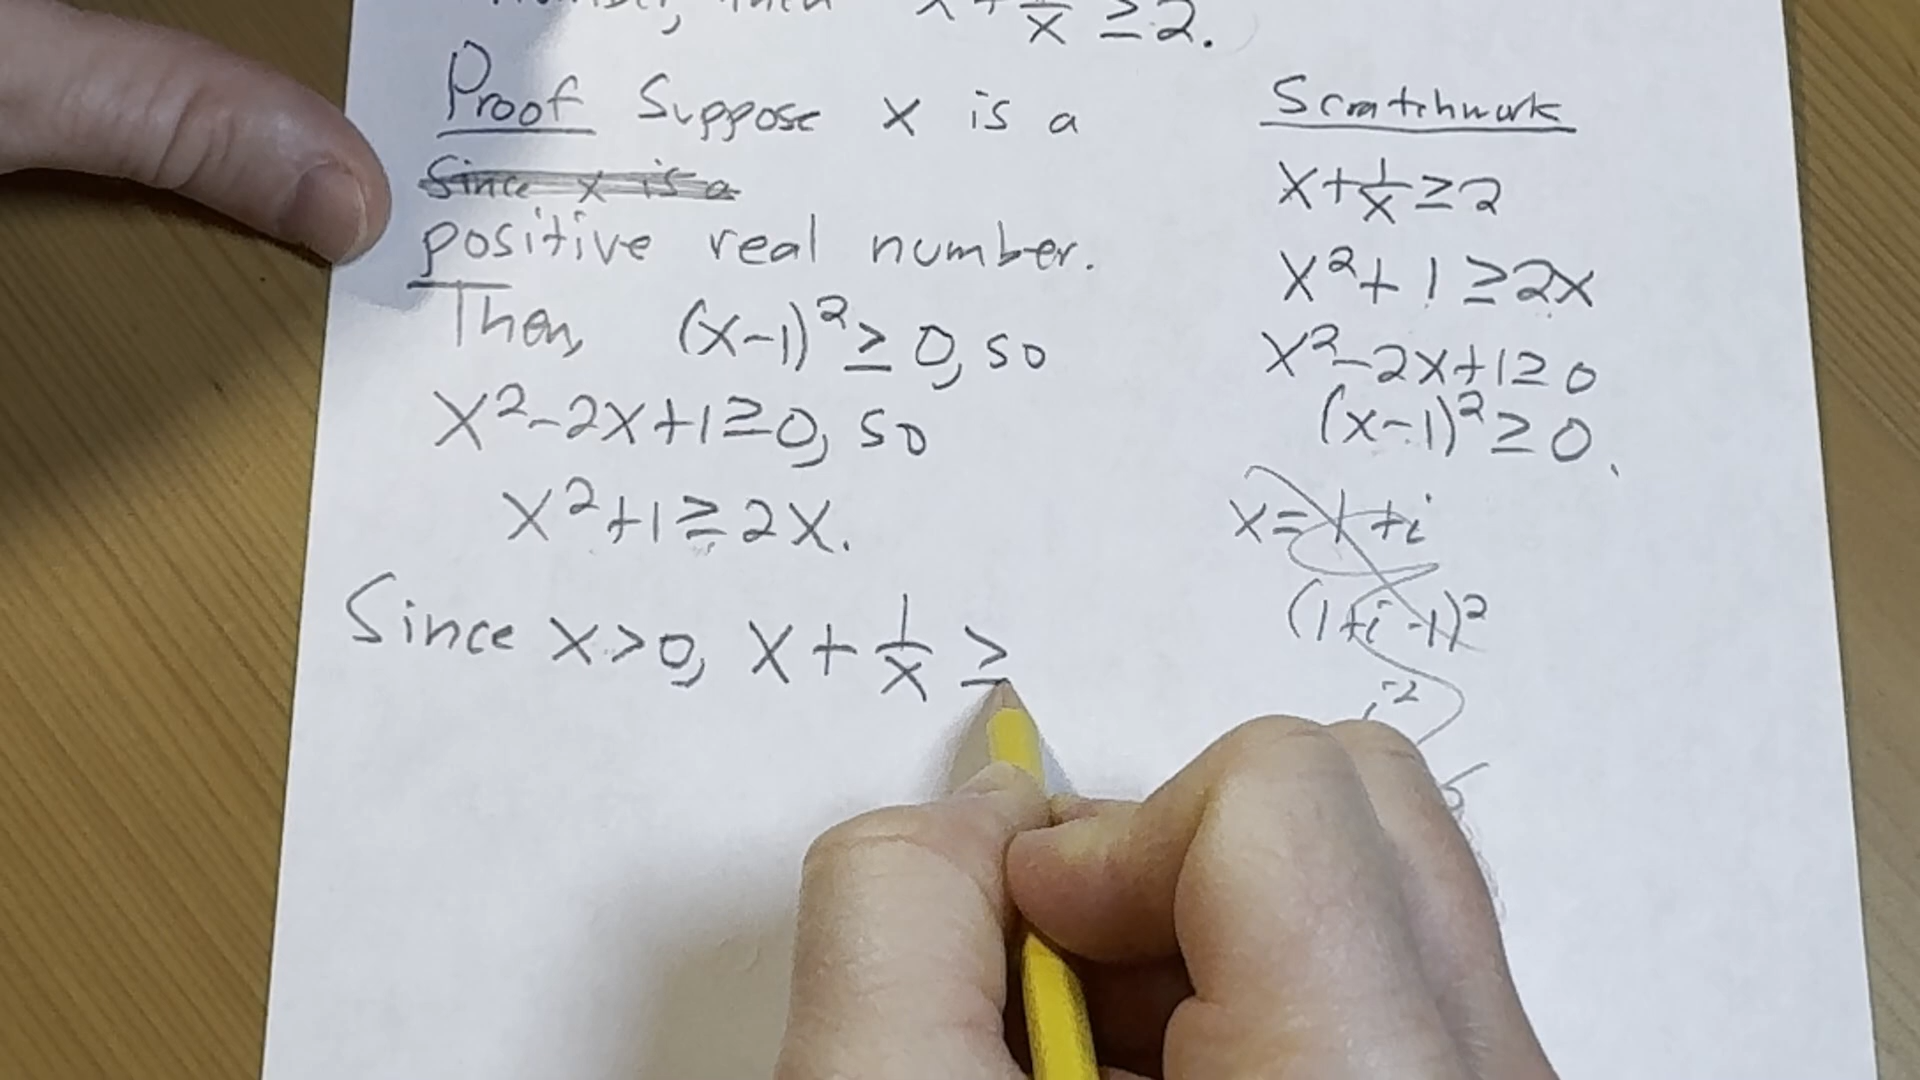 number, then x + 1/x ≥ 2.
Proof Suppose x is a
Since x is a
positive real number.
Then, (x-1)² ≥ 0, so
x²-2x+1≥0, so
x²+1≥2x.
Since x>0, x + 1/x ≥
Scratchwork
x+1/x≥2
x²+1≥2x
x²-2x+1≥0
(x-1)²≥0.
x=1+i
(1+i-1)²
i²